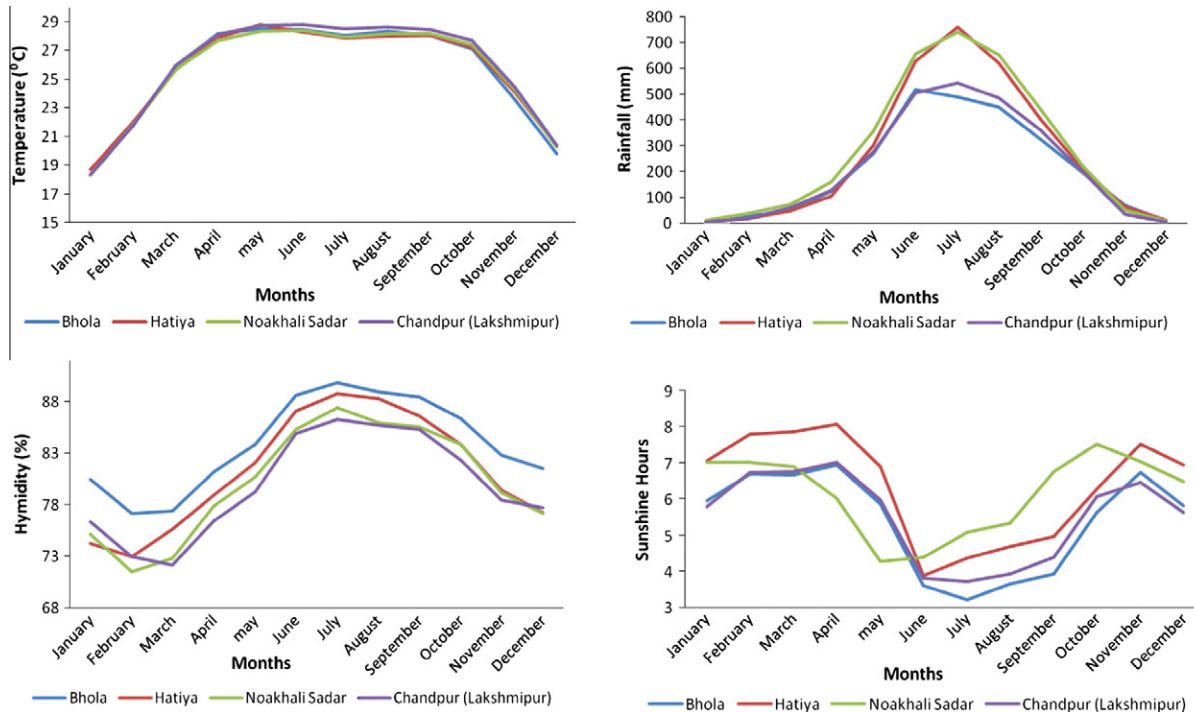 Temperature (⁰C)
29
27
25
23
21
19
17
15
January
February
March
April
may
June
July
August
September
October
November
December
Months
Bhola
Hatiya
Noakhali Sadar
Chandpur (Lakshmipur)
Rainfall (mm)
800
700
600
500
400
300
200
100
0
January
February
March
April
may
June
July
August
September
October
Nonember
December
Months
Bhola
Hatiya
Noakhali Sadar
Chandpur (Lakshmipur)
Hymidity (%)
88
83
78
73
68
January
February
March
April
may
June
July
August
September
October
November
December
Months
Bhola
Hatiya
Noakhali Sadar
Chandpur (Lakshmipur)
Sunshine Hours
9
8
7
6
5
4
3
January
February
March
April
may
June
July
August
September
October
November
December
Months
Bhola
Hatiya
Noakhali Sadar
Chandpur (Lakshmipur)